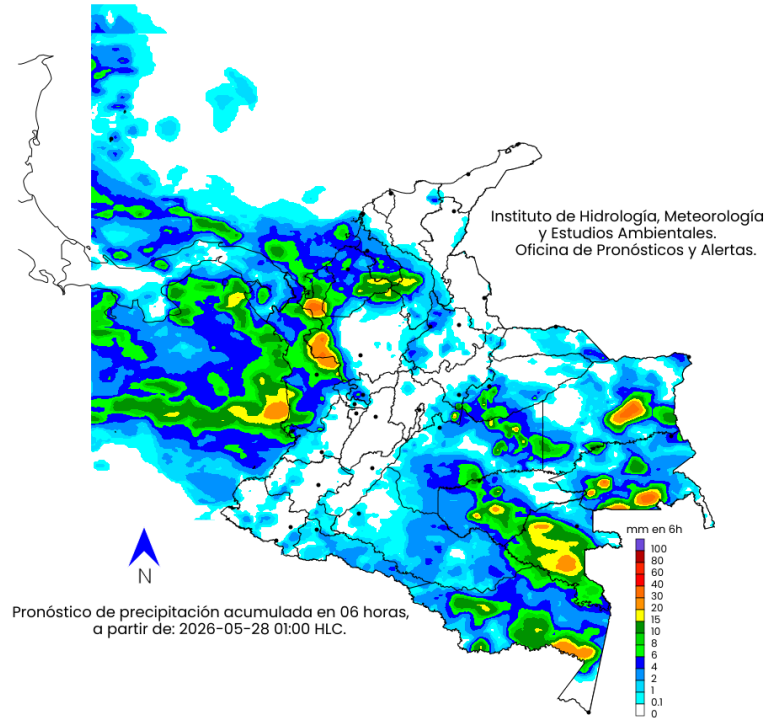 Instituto de Hidrología, Meteorología
y Estudios Ambientales.
Oficina de Pronósticos y Alertas.
mm en 6h
100
80
60
40
30
20
15
10
8
6
4
2
1
0.1
0
N
Pronóstico de precipitación acumulada en 06 horas,
a partir de: 2026-05-28 01:00 HLC.